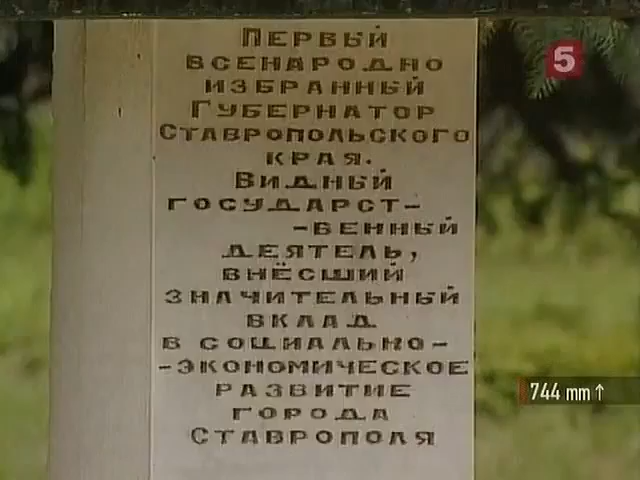 Первый
всенародно
избранный
Губернатор
Ставропольского
края.
Видный
государст-
-венный
деятель,
внёсший
значительный
вклад
в социально-
-экономическое
развитие
города
Ставрополя
5
744 mm↑